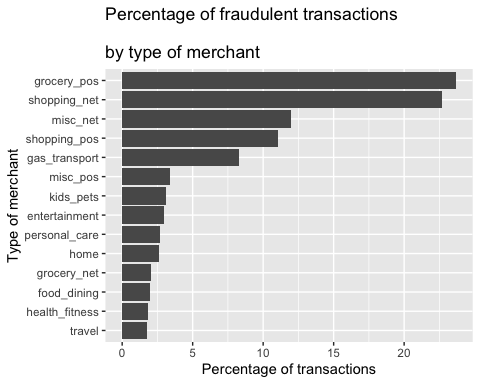 Percentage of fraudulent transactions
by type of merchant
Type of merchant
grocery_pos
shopping_net
misc_net
shopping_pos
gas_transport
misc_pos
kids_pets
entertainment
personal_care
home
grocery_net
food_dining
health_fitness
travel
0 5 10 15 20
Percentage of transactions